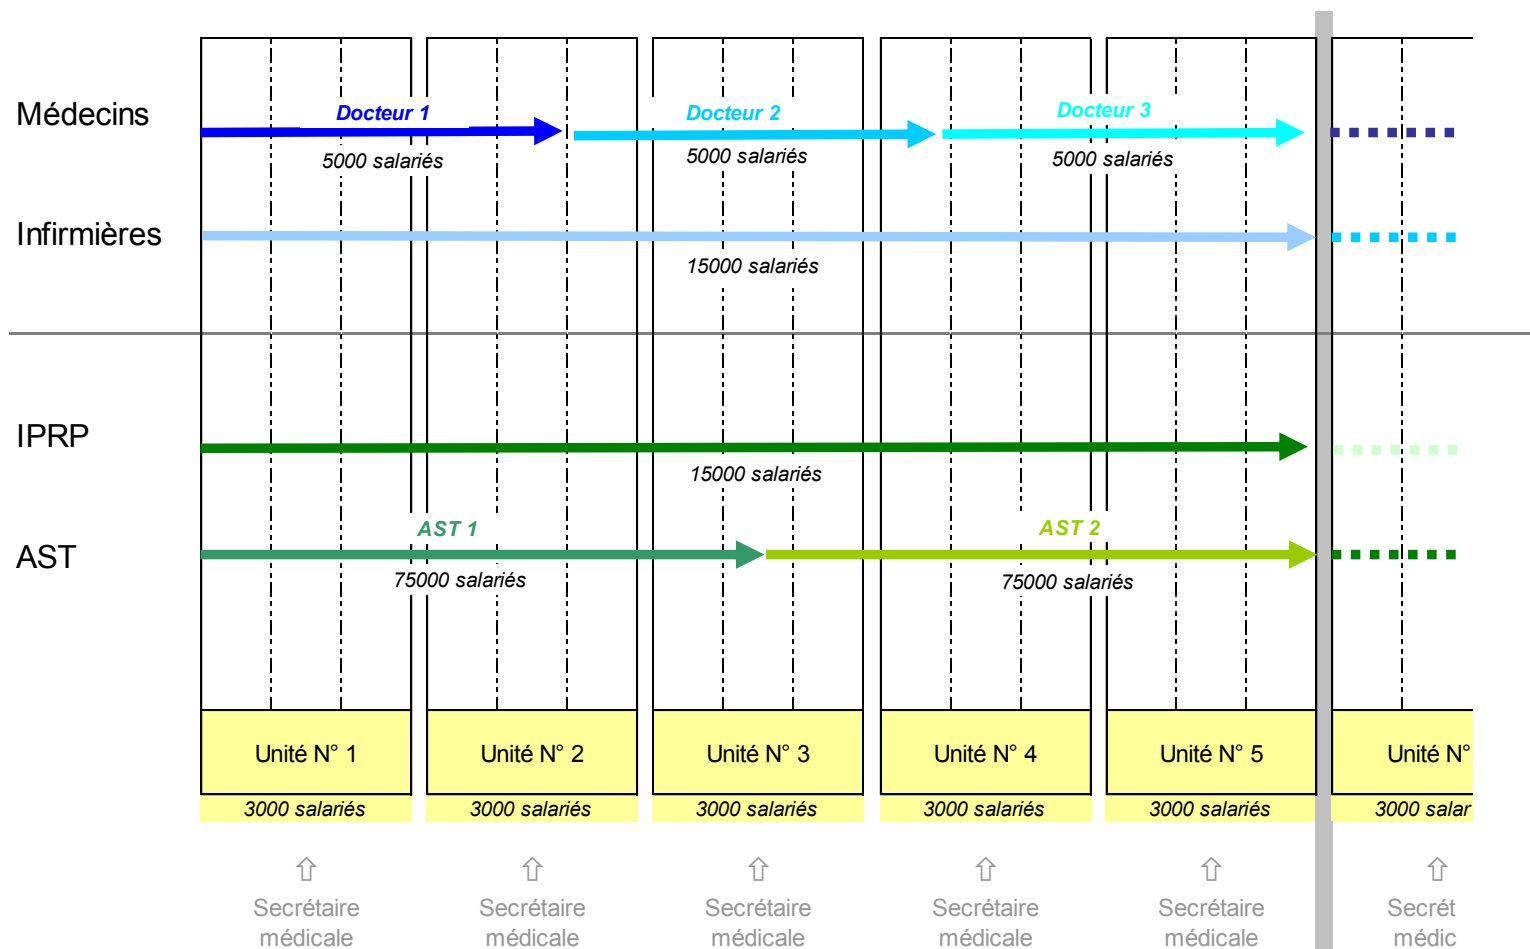 Médecins
Docteur 1
Docteur 2
Docteur 3
5000 salariés
5000 salariés
5000 salariés
Infirmières
15000 salariés
IPRP
15000 salariés
AST 1
AST 2
AST
75000 salariés
75000 salariés
Unité N° 1
Unité N° 2
Unité N° 3
Unité N° 4
Unité N° 5
Unité N°
3000 salariés
3000 salariés
3000 salariés
3000 salariés
3000 salariés
3000 salar
Secrétaire
médicale
Secrétaire
médicale
Secrétaire
médicale
Secrétaire
médicale
Secrétaire
médicale
Secrét
médic